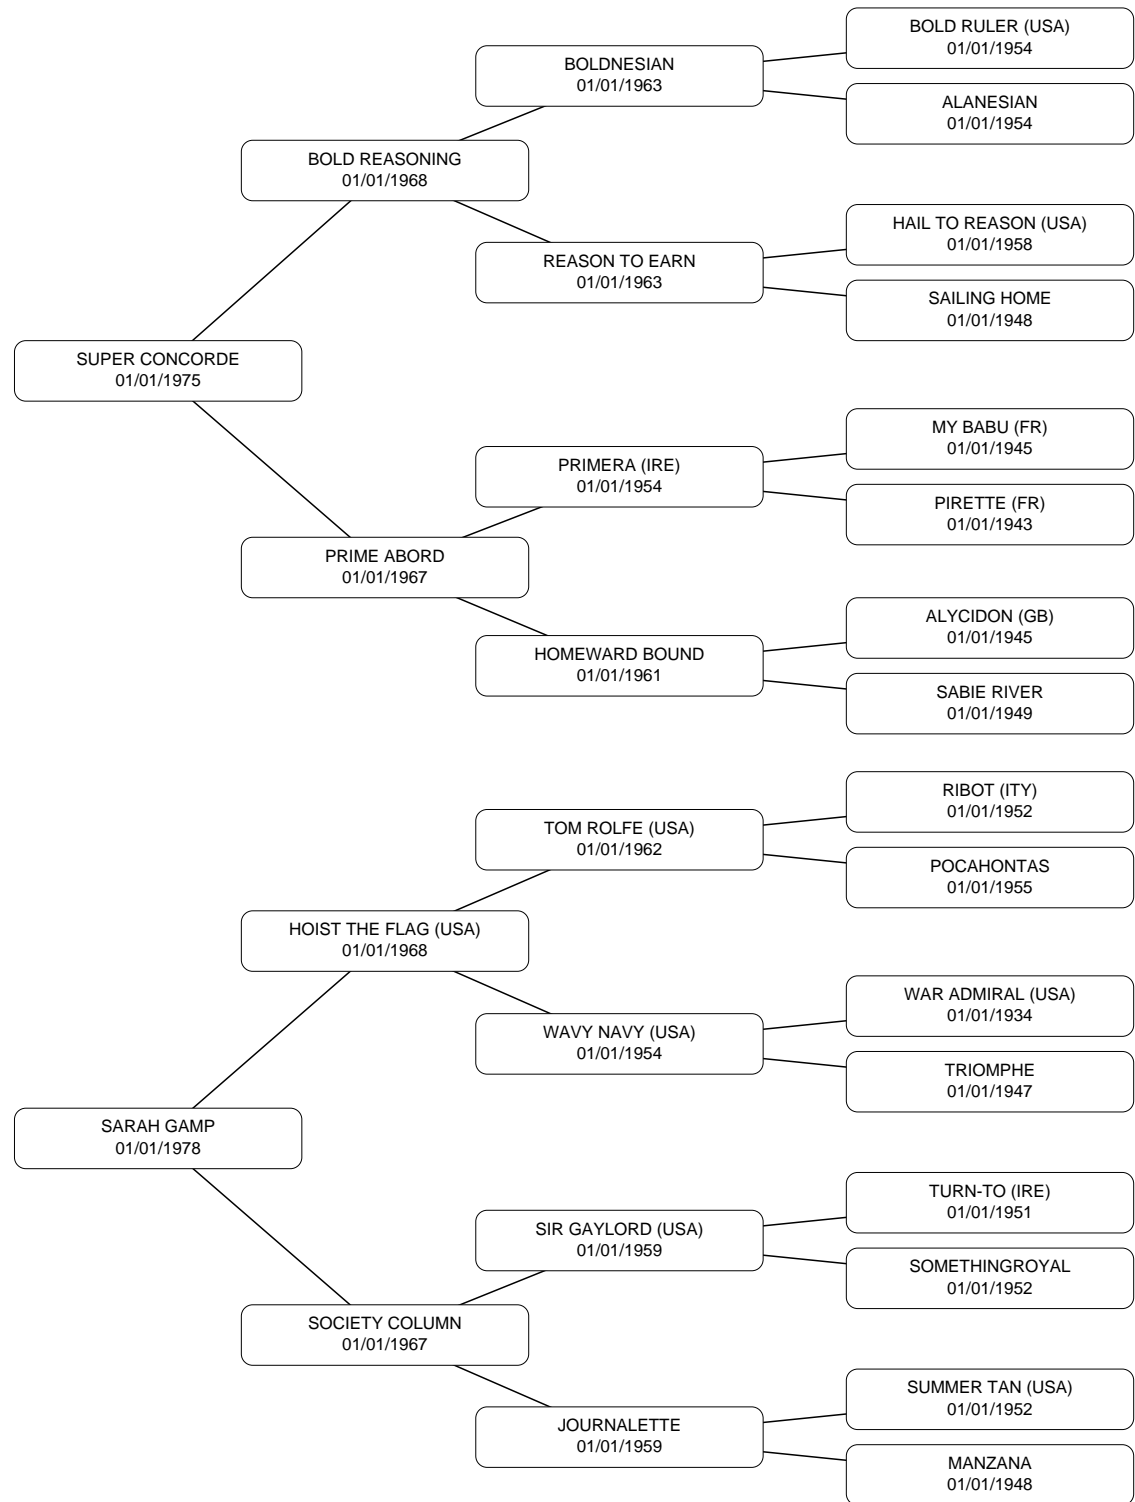 BOLD RULER (USA)
01/01/1954
BOLDNESIAN
01/01/1963
ALANESIAN
01/01/1954
BOLD REASONING
01/01/1968
HAIL TO REASON (USA)
01/01/1958
REASON TO EARN
01/01/1963
SAILING HOME
01/01/1948
SUPER CONCORDE
01/01/1975
MY BABU (FR)
01/01/1945
PRIMERA (IRE)
01/01/1954
PIRETTE (FR)
01/01/1943
PRIME ABORD
01/01/1967
ALYCIDON (GB)
01/01/1945
HOMEWARD BOUND
01/01/1961
SABIE RIVER
01/01/1949
RIBOT (ITY)
01/01/1952
TOM ROLFE (USA)
01/01/1962
POCAHONTAS
01/01/1955
HOIST THE FLAG (USA)
01/01/1968
WAR ADMIRAL (USA)
01/01/1934
WAVY NAVY (USA)
01/01/1954
TRIOMPHE
01/01/1947
SARAH GAMP
01/01/1978
TURN-TO (IRE)
01/01/1951
SIR GAYLORD (USA)
01/01/1959
SOMETHINGROYAL
01/01/1952
SOCIETY COLUMN
01/01/1967
SUMMER TAN (USA)
01/01/1952
JOURNALETTE
01/01/1959
MANZANA
01/01/1948